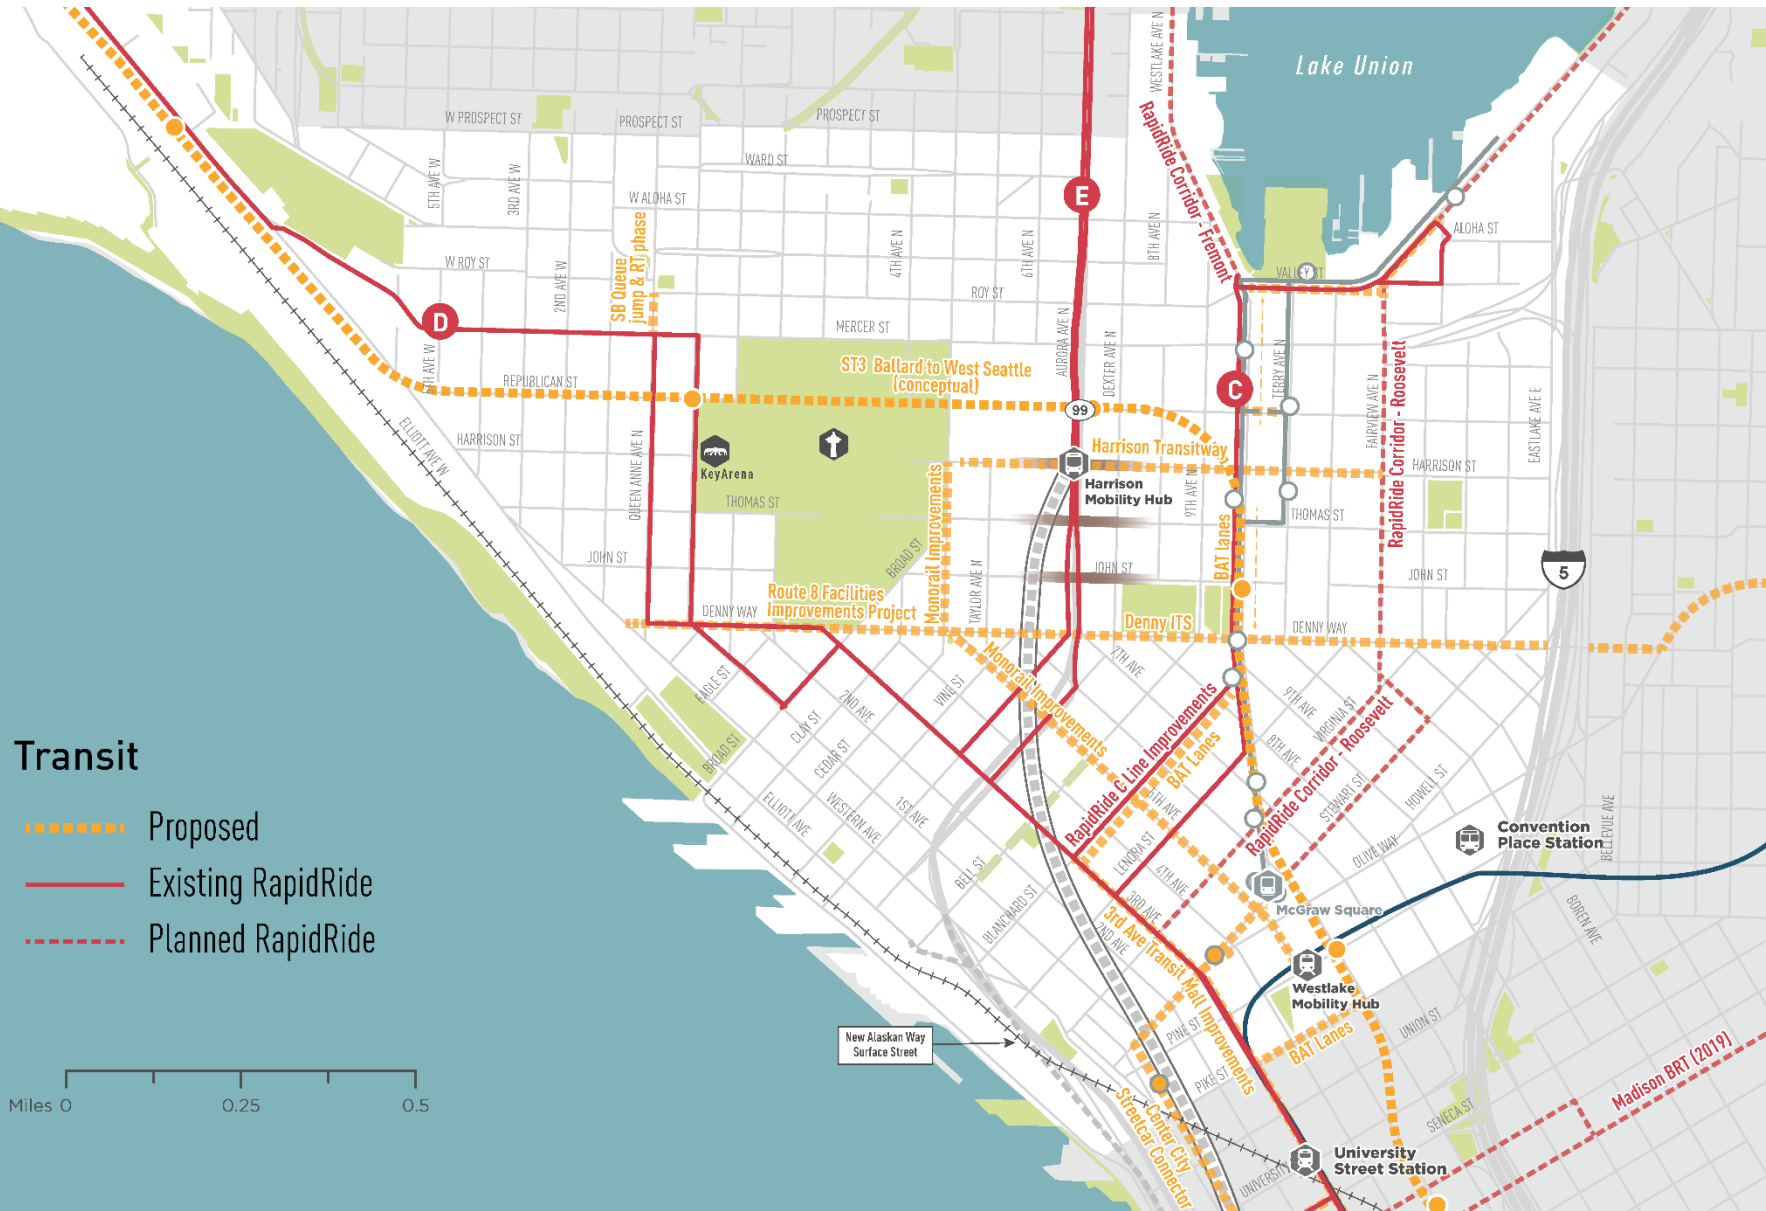 Lake Union
WESTLAKE AVE N
W PROSPECT ST
PROSPECT ST
PROSPECY ST
WARD ST
5TH AVE W
3RD AVE W
W ALOHA ST
RapidRide Corridor - Fremont
E
ALOHA ST
SB Queue
jump & RT phase
4TH AVE N
6TH AVE N
8TH AVE N
W ROY ST
2ND AVE W
ROY ST
VALLEY ST
D
MERCER ST
AURORA AVE N
DEXTER AVE N
TERRY AVE N
ST3 Ballard to West Seattle
(conceptual)
REPUBLICAN ST
C
99
FAIRVIEW AVE N
RapidRide Corridor - Roosevelt
EASTLAKE AVE E
ELLIOTT AVE W
HARRISON ST
QUEEN ANNE AVE N
KeyArena
Harrison Transitway
HARRISON ST
Harrison
Mobility Hub
9TH AVE N
THOMAS ST
THOMAS ST
Monorail Improvements
BROAD ST
JOHN ST
TAYLOR AVE N
JOHN ST
BAT Lanes
JOHN ST
5
Route 8 Facilities
Improvements Project
DENNY WAY
Denny ITS
DENNY WAY
Monorail Improvements
7TH AVE
EAGLE ST
2ND AVE
VINE ST
CLAY ST
CEDAR ST
BROAD ST
RapidRide C Line Improvements
BAT Lanes
9TH AVE
VIRGINIA ST
8TH AVE
RapidRide Corridor - Roosevelt
STEWART ST
HOWELL ST
Transit
Proposed
Existing RapidRide
Planned RapidRide
ELLIOTT AVE
WESTERN AVE
1ST AVE
5TH AVE
LENORA ST
4TH AVE
3RD AVE
2ND AVE
BELL ST
BLANCHARD ST
OLIVE WAY
Convention
Place Station
BELLEVUE AVE
BOREN AVE
McGraw Square
3rd Ave Transit Mall Improvements
Westlake
Mobility Hub
New Alaskan Way
Surface Street
PINE ST
PIKE ST
BAT Lanes
UNION ST
SENECA ST
Madison BRT (2019)
Center City
Streetcar Connector
University
Street Station
UNIVERSITY
Miles 0
0.25
0.5